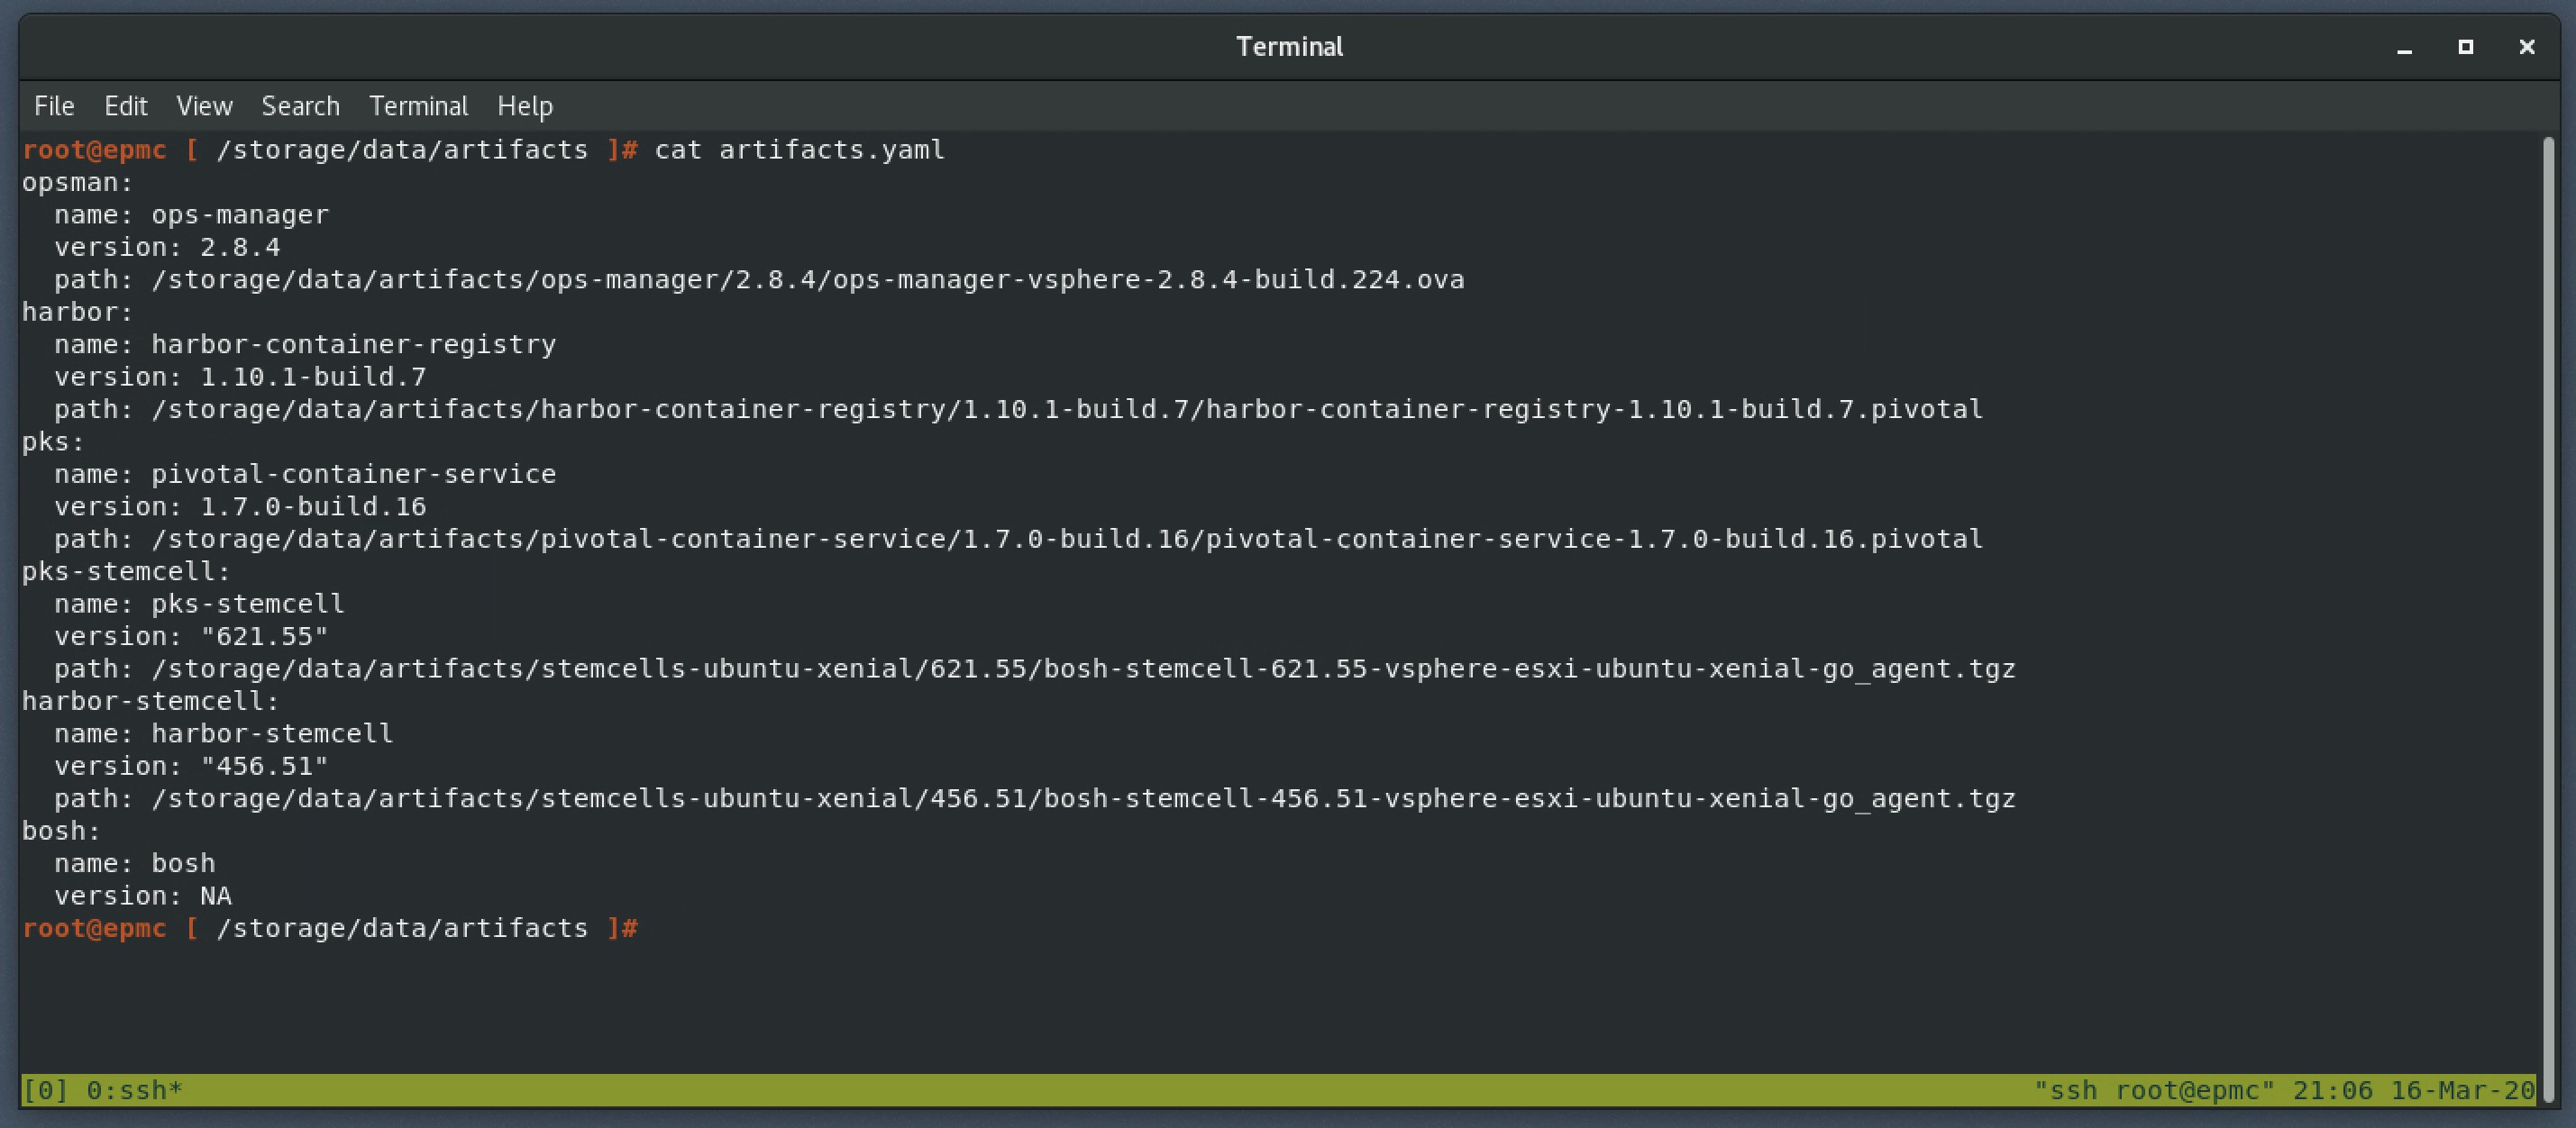 Terminal
File Edit View Search Terminal Help
root@epmc [ /storage/data/artifacts ]# cat artifacts.yaml
opsman:
  name: ops-manager
  version: 2.8.4
  path: /storage/data/artifacts/ops-manager/2.8.4/ops-manager-vsphere-2.8.4-build.224.ova
harbor:
  name: harbor-container-registry
  version: 1.10.1-build.7
  path: /storage/data/artifacts/harbor-container-registry/1.10.1-build.7/harbor-container-registry-1.10.1-build.7.pivotal
pks:
  name: pivotal-container-service
  version: 1.7.0-build.16
  path: /storage/data/artifacts/pivotal-container-service/1.7.0-build.16/pivotal-container-service-1.7.0-build.16.pivotal
pks-stemcell:
  name: pks-stemcell
  version: "621.55"
  path: /storage/data/artifacts/stemcells-ubuntu-xenial/621.55/bosh-stemcell-621.55-vsphere-esxi-ubuntu-xenial-go_agent.tgz
harbor-stemcell:
  name: harbor-stemcell
  version: "456.51"
  path: /storage/data/artifacts/stemcells-ubuntu-xenial/456.51/bosh-stemcell-456.51-vsphere-esxi-ubuntu-xenial-go_agent.tgz
bosh:
  name: bosh
  version: NA
root@epmc [ /storage/data/artifacts ]#
[0] 0:ssh* "ssh root@epmc" 21:06 16-Mar-20